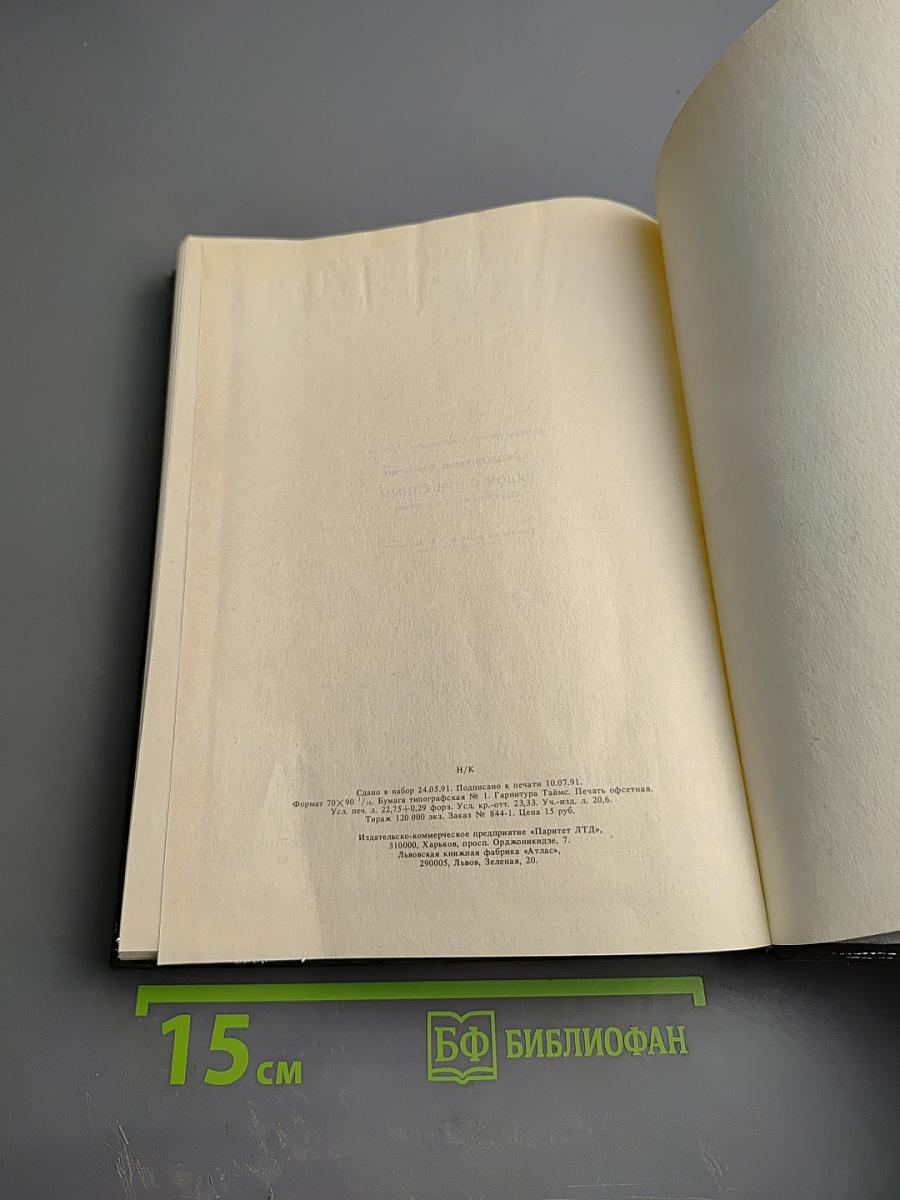 Н/К
Сдано в набор 24.05.91. Подписано к печати 10.07.91.
Формат 70×90 1/16. Бумага типографская № 1. Гарнитура Таймс. Печать офсетная.
Усл. печ. л. 22,75+0,29 форз. Усл. кр.-отт. 23,33. Уч.-изд. л. 20,6.
Тираж 120 000 экз. Заказ № 844-1. Цена 15 руб.
Издательско-коммерческое предприятие «Паритет ЛТД»,
310000, Харьков, просп. Орджоникидзе, 7.
Львовская книжная фабрика «Атлас»,
290005, Львов, Зеленая, 20.
15 см
БФ БИБЛИОФАН